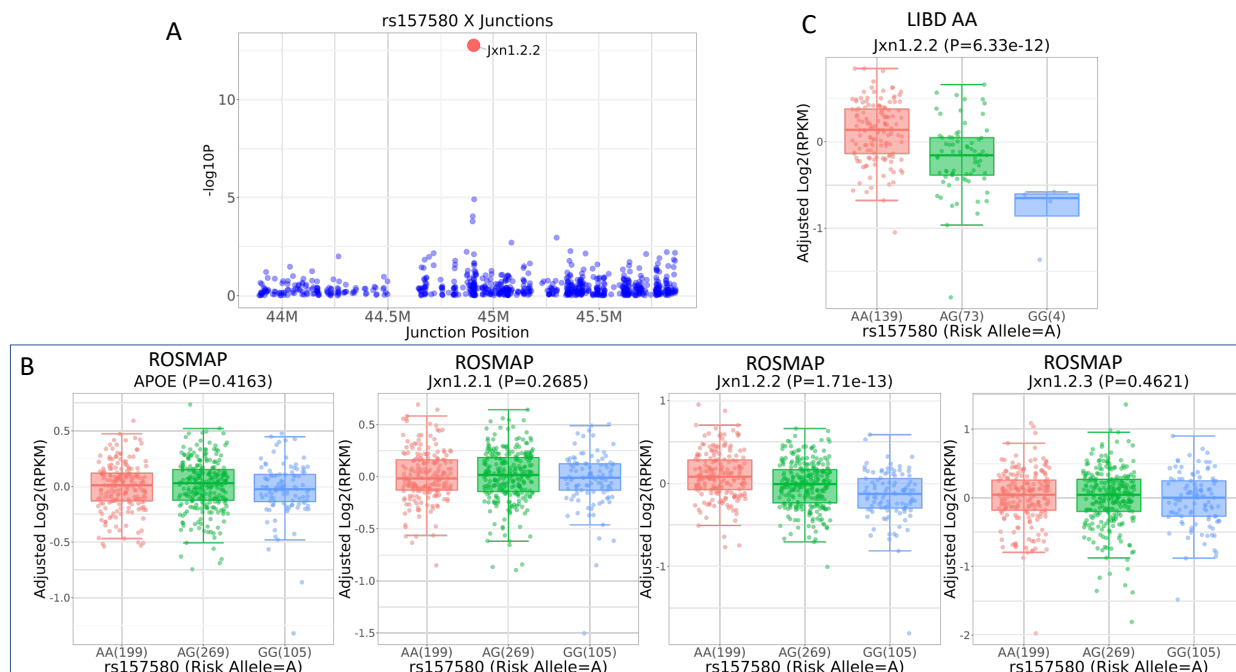 A
rs157580 X Junctions
Jxn1.2.2
10
5
0
-log10P
44M
44.5M
45M
45.5M
Junction Position
C
LIBD AA
Jxn1.2.2 (P=6.33e-12)
0
-1
Adjusted Log2(RPKM)
AA(139)
AG(73)
GG(4)
rs157580 (Risk Allele=A)
B
ROSMAP
APOE (P=0.4163)
0.5
0.0
-0.5
-1.0
Adjusted Log2(RPKM)
AA(199)
AG(269)
GG(105)
rs157580 (Risk Allele=A)
ROSMAP
Jxn1.2.1 (P=0.2685)
0.5
0.0
-0.5
-1.0
-1.5
Adjusted Log2(RPKM)
AA(199)
AG(269)
GG(105)
rs157580 (Risk Allele=A)
ROSMAP
Jxn1.2.2 (P=1.71e-13)
1
0
-1
Adjusted Log2(RPKM)
AA(199)
AG(269)
GG(105)
rs157580 (Risk Allele=A)
ROSMAP
Jxn1.2.3 (P=0.4621)
1
0
-1
-2
Adjusted Log2(RPKM)
AA(199)
AG(269)
GG(105)
rs157580 (Risk Allele=A)